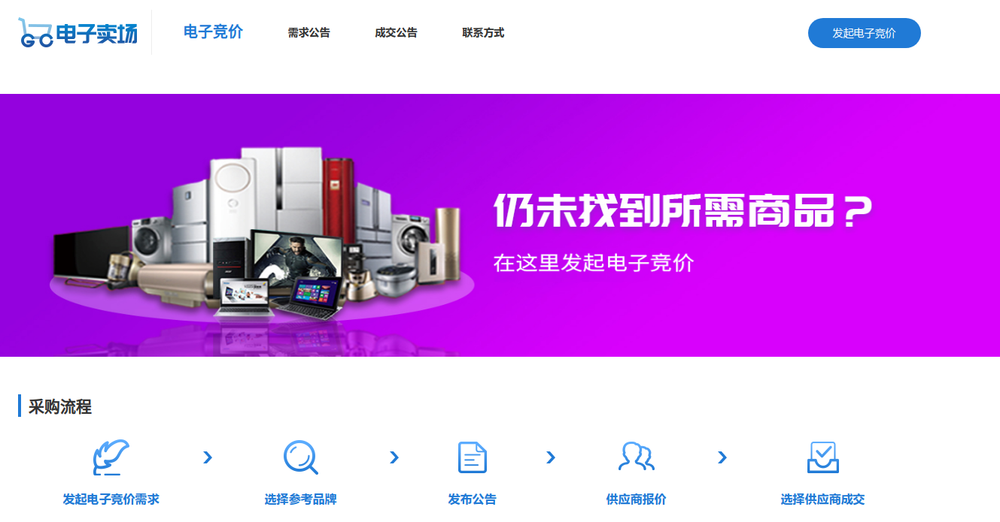 GC 电子卖场
电子竞价 需求公告 成交公告 联系方式
发起电子竞价
仍未找到所需商品？
在这里发起电子竞价
采购流程
发起电子竞价需求 选择参考品牌 发布公告 供应商报价 选择供应商成交